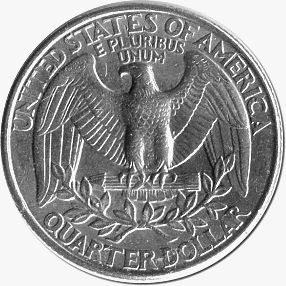 UNITED STATES OF AMERICA
E PLURIBUS
UNUM
QUARTER DOLLAR